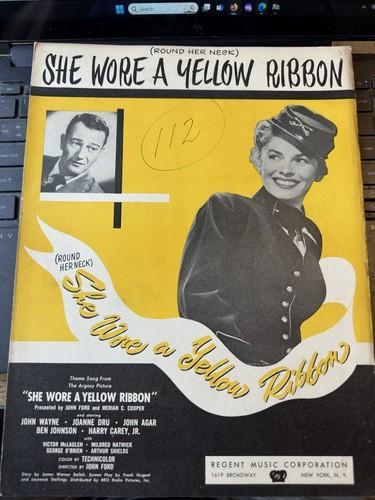 Search
(ROUND HER NECK)
SHE WORE A YELLOW RIBBON
112
(ROUND
HER NECK)
She Wore a Yellow Ribbon
Theme Song From
The Argosy Picture
"SHE WORE A YELLOW RIBBON"
Presented by JOHN FORD and MERIAN C. COOPER
and starring
JOHN WAYNE • JOANNE DRU • JOHN AGAR
BEN JOHNSON • HARRY CAREY, JR.
with
VICTOR McLAGLEN • MILDRED NATWICK
GEORGE O'BRIEN • ARTHUR SHIELDS
COLOR BY TECHNICOLOR
DIRECTED BY JOHN FORD
Story by James Warner Bellah. Screen Play by Frank Nugent
and Laurence Stallings. Distributed by RKO Radio Pictures, Inc.
REGENT MUSIC CORPORATION
1619 BROADWAY NEW YORK, N. Y.